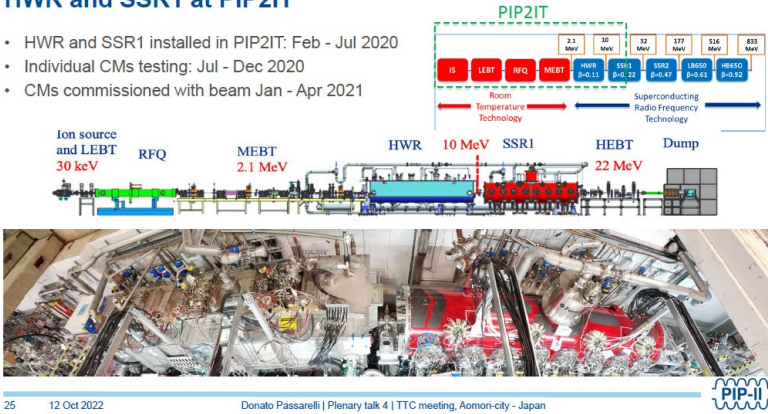 HWR and SSR1 at PIP2IT
• HWR and SSR1 installed in PIP2IT: Feb - Jul 2020
• Individual CMs testing: Jul - Dec 2020
• CMs commissioned with beam Jan - Apr 2021
PIP2IT
2.1 MeV
10 MeV
32 MeV
177 MeV
516 MeV
833 MeV
IS
LEBT
RFQ
MEBT
HWR β=0.11
SSR1 β=0.22
SSR2 β=0.47
LB650 β=0.61
HB650 β=0.92
Room
Temperature
Technology
Superconducting
Radio Frequency
Technology
Ion source
and LEBT
30 keV
RFQ
MEBT
2.1 MeV
HWR
10 MeV
SSR1
HEBT
22 MeV
Dump
25 12 Oct 2022 Donato Passarelli | Plenary talk 4 | TTC meeting, Aomori-city - Japan
PIP-II